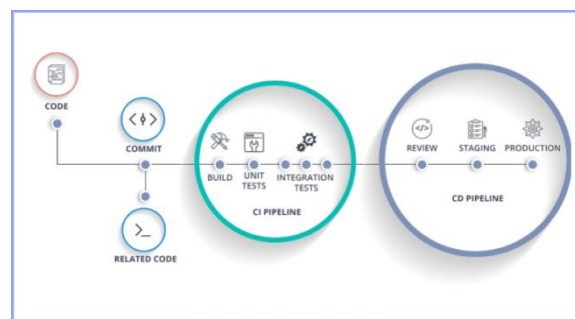 CODE
COMMIT
RELATED CODE
BUILD
UNIT
TESTS
INTEGRATION
TESTS
CI PIPELINE
REVIEW
STAGING
PRODUCTION
CD PIPELINE